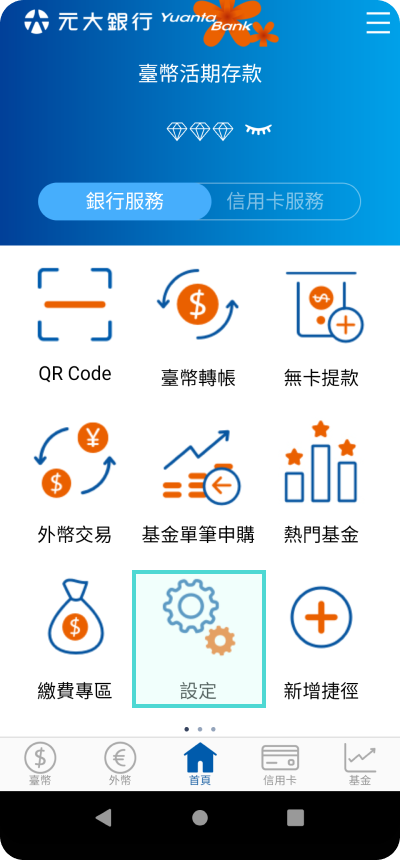 元大銀行 Yuanta Bank
臺幣活期存款
銀行服務 信用卡服務
QR Code 臺幣轉帳 無卡提款
外幣交易 基金單筆申購 熱門基金
繳費專區 設定 新增捷徑
臺幣 外幣 首頁 信用卡 基金